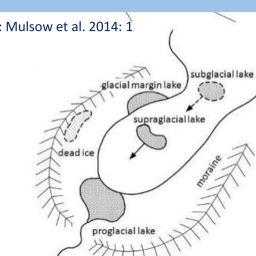 : Mulsow et al. 2014: 1
subglacial lake
glacial margin lake
supraglacial lake
dead ice
moraine
proglacial lake